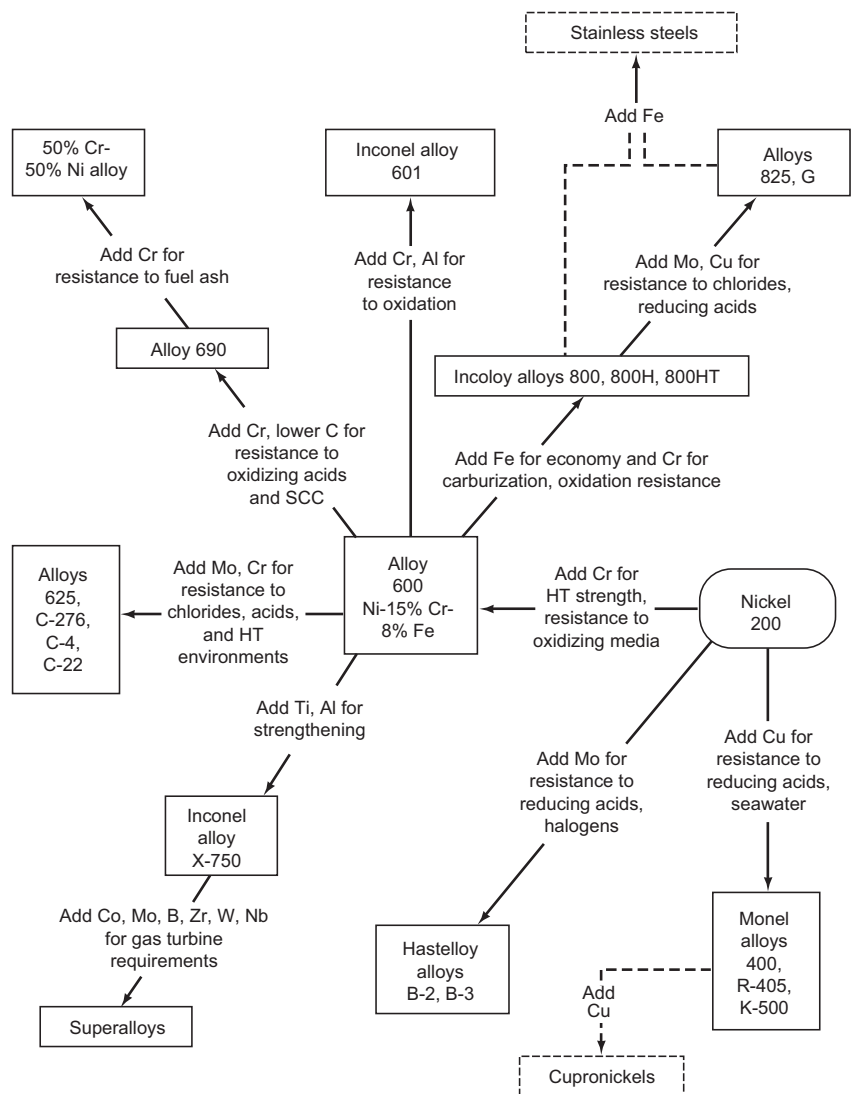 Stainless steels
Add Fe
50% Cr-
50% Ni alloy
Inconel alloy
601
Alloys
825, G
Add Cr for
resistance to fuel ash
Add Cr, Al for
resistance
to oxidation
Add Mo, Cu for
resistance to chlorides,
reducing acids
Alloy 690
Incoloy alloys 800, 800H, 800HT
Add Cr, lower C for
resistance to
oxidizing acids
and SCC
Add Fe for economy and Cr for
carburization, oxidation resistance
Alloys
625,
C-276,
C-4,
C-22
Add Mo, Cr for
resistance to
chlorides, acids,
and HT
environments
Alloy
600
Ni-15% Cr-
8% Fe
Add Cr for
HT strength,
resistance to
oxidizing media
Nickel
200
Add Ti, Al for
strengthening
Add Mo for
resistance to
reducing acids,
halogens
Add Cu for
resistance to
reducing acids,
seawater
Inconel
alloy
X-750
Add Co, Mo, B, Zr, W, Nb
for gas turbine
requirements
Hastelloy
alloys
B-2, B-3
Monel
alloys
400,
R-405,
K-500
Add
Cu
Superalloys
Cupronickels